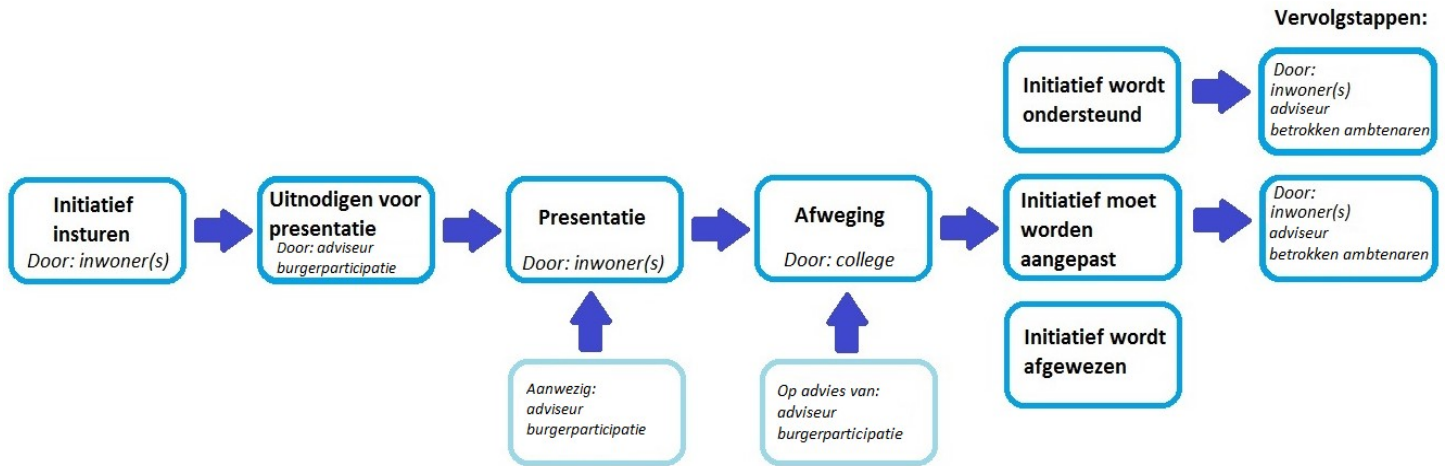 Vervolgstappen:
Initiatief wordt
ondersteund
Door:
inwoner(s)
adviseur
betrokken ambtenaren
Initiatief
insturen
Door: inwoner(s)
Uitnodigen voor
presentatie
Door: adviseur
burgerparticipatie
Presentatie
Door: inwoner(s)
Afweging
Door: college
Initiatief moet
worden
aangepast
Door:
inwoner(s)
adviseur
betrokken ambtenaren
Initiatief wordt
afgewezen
Aanwezig:
adviseur
burgerparticipatie
Op advies van:
adviseur
burgerparticipatie